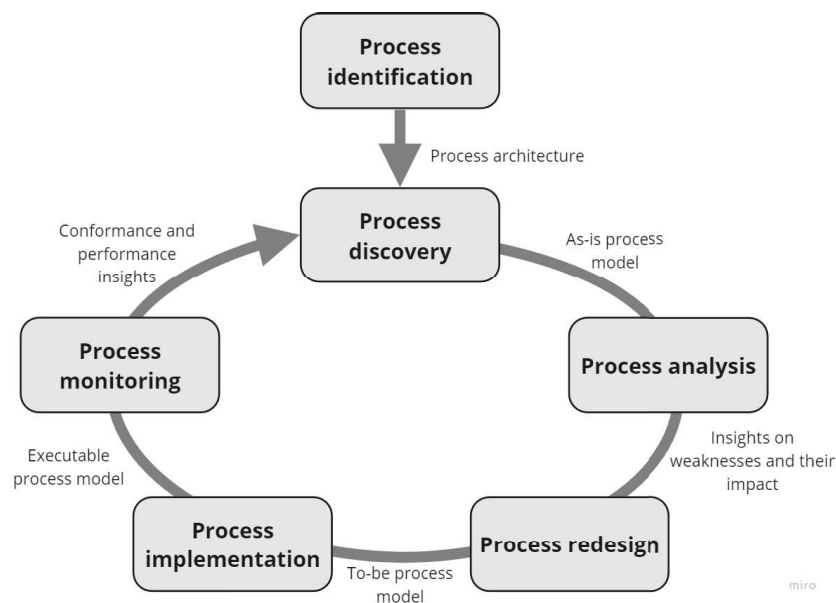 Process
identification
Process architecture
Process
discovery
Conformance and
performance
insights
As-is process
model
Process
monitoring
Process analysis
Executable
process model
Insights on
weaknesses and their
impact
Process
implementation
Process redesign
To-be process
model
miro